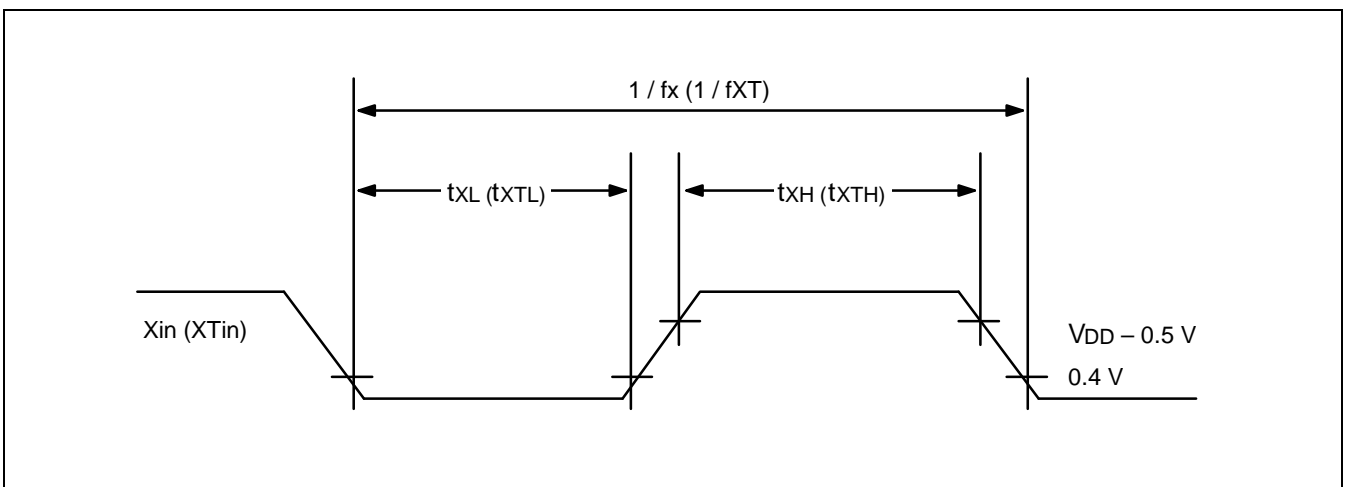 1 / fx (1 / fXT)
tXL (tXTL)
tXH (tXTH)
Xin (XTin)
VDD – 0.5 V
0.4 V